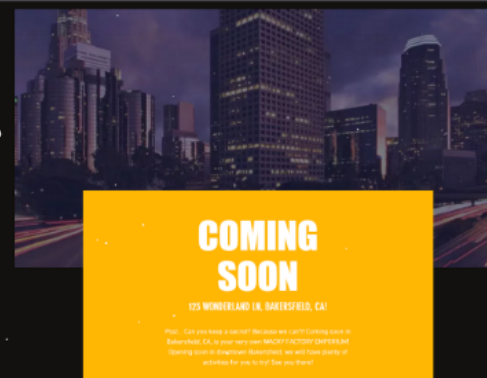 COMING
SOON
123 WONDERLAND LN, BAKERSFIELD, CA!
Psst... Can you keep a secret? Because we can't! Coming soon in
Bakersfield, CA, is your very own WACKY FACTORY EMPORIUM!
Opening soon in downtown Bakersfield, we will have plenty of
activities for you to try! See you there!